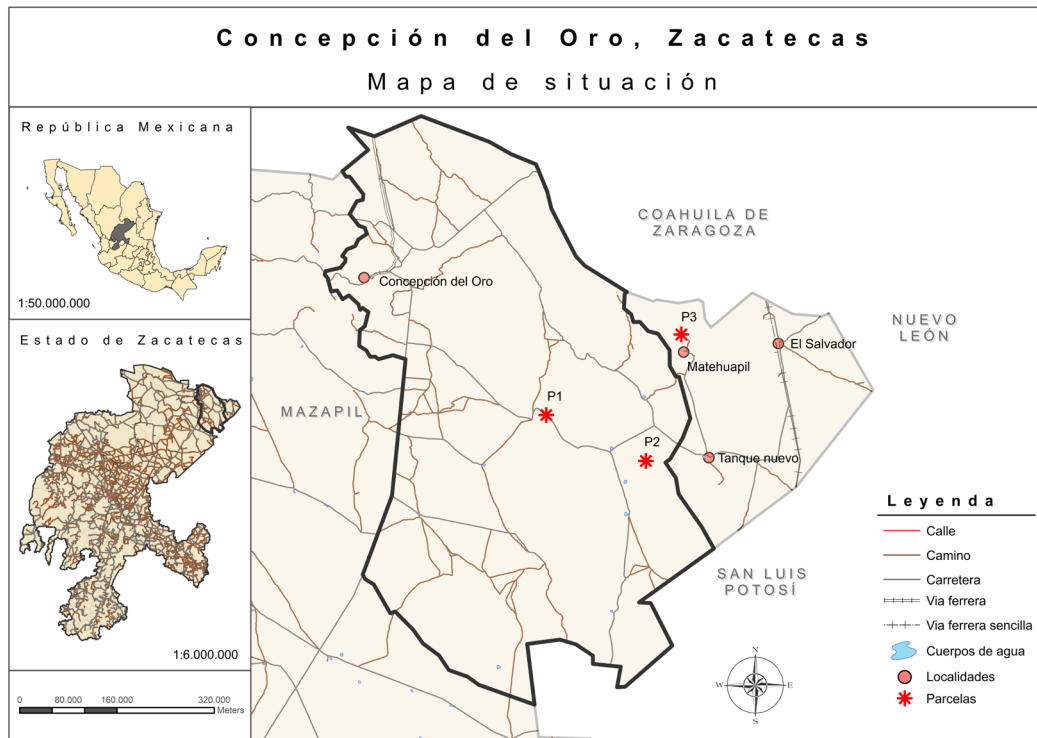 Concepción del Oro, Zacatecas
Mapa de situación
República Mexicana
1:50.000.000
Estado de Zacatecas
1:6.000.000
0 80.000 160.000 320.000
Meters
COAHUILA DE
ZARAGOZA
NUEVO
LEÓN
Concepción del Oro
P3
El Salvador
Matehuapil
MAZAPIL
P1
P2
Tanque nuevo
SAN LUIS
POTOSÍ
N
W E
S
Leyenda
Calle
Camino
Carretera
Via ferrera
Via ferrera sencilla
Cuerpos de agua
Localidades
Parcelas